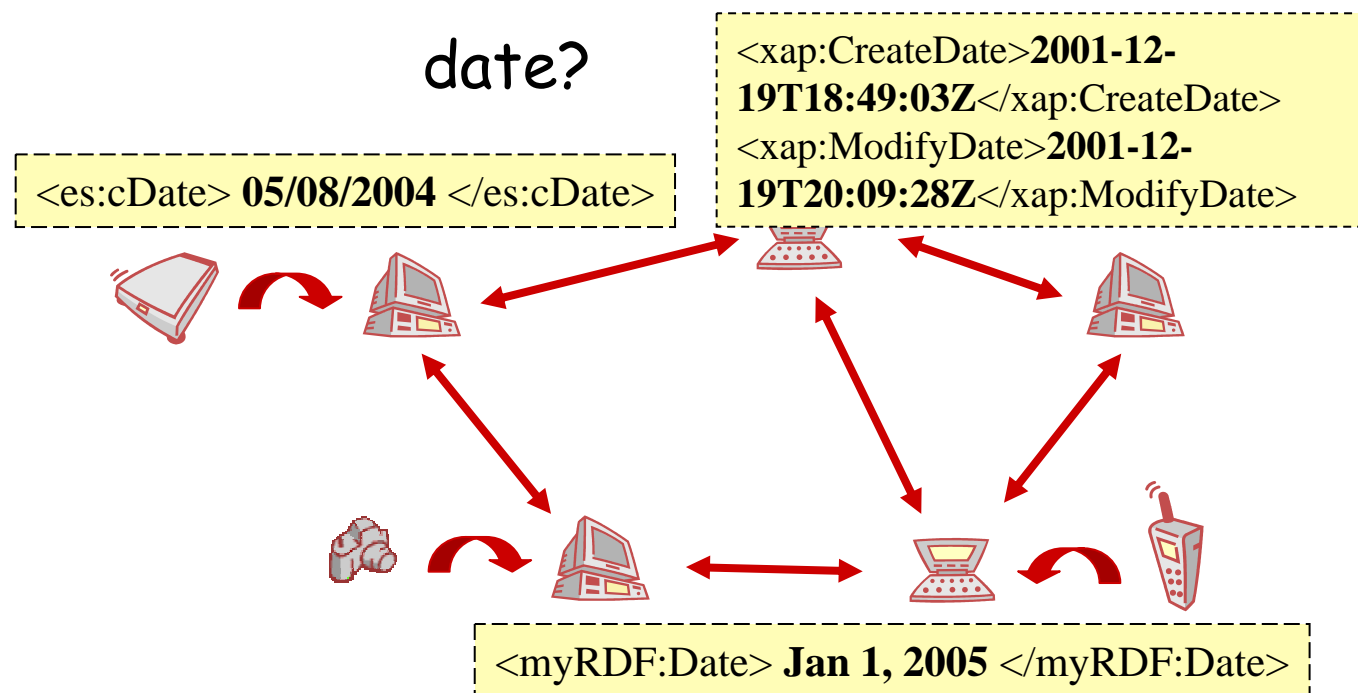 date?
<xap:CreateDate>2001-12-
19T18:49:03Z</xap:CreateDate>
<xap:ModifyDate>2001-12-
19T20:09:28Z</xap:ModifyDate>
<es:cDate> 05/08/2004 </es:cDate>
<myRDF:Date> Jan 1, 2005 </myRDF:Date>